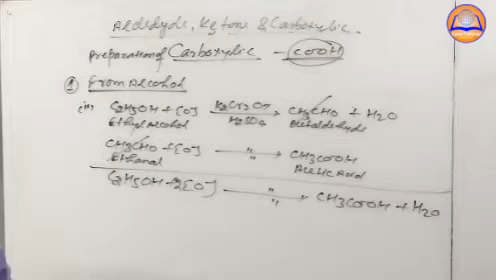 Aldehyde, Ketone & Carboxylic.
Preparation of Carboxylic - COOH
① From Alcohol
(iii) C2H5OH + [O] K2Cr2O7 H2SO4 → CH3CHO + H2O
Ethyl Alcohol Acetaldehyde
CH3CHO + [O] " " → CH3COOH
Ethanal Acetic Acid
C2H5OH + 2[O] " " → CH3COOH + H2O